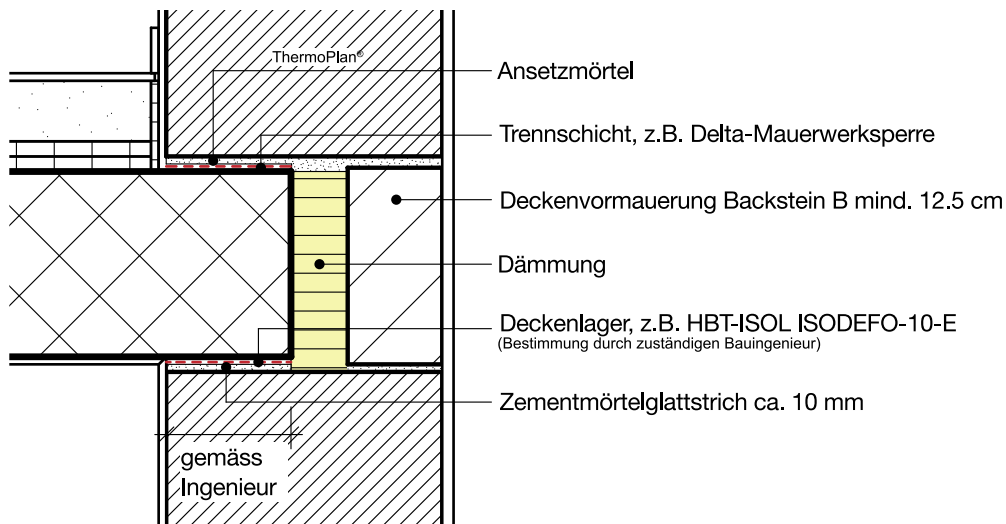 ThermoPlan®
Ansetzmörtel
Trennschicht, z.B. Delta-Mauerwerksperre
Deckenvormauerung Backstein B mind. 12.5 cm
Dämmung
Deckenlager, z.B. HBT-ISOL ISODEFO-10-E
(Bestimmung durch zuständigen Bauingenieur)
Zementmörtelglattstrich ca. 10 mm
gemäss
Ingenieur